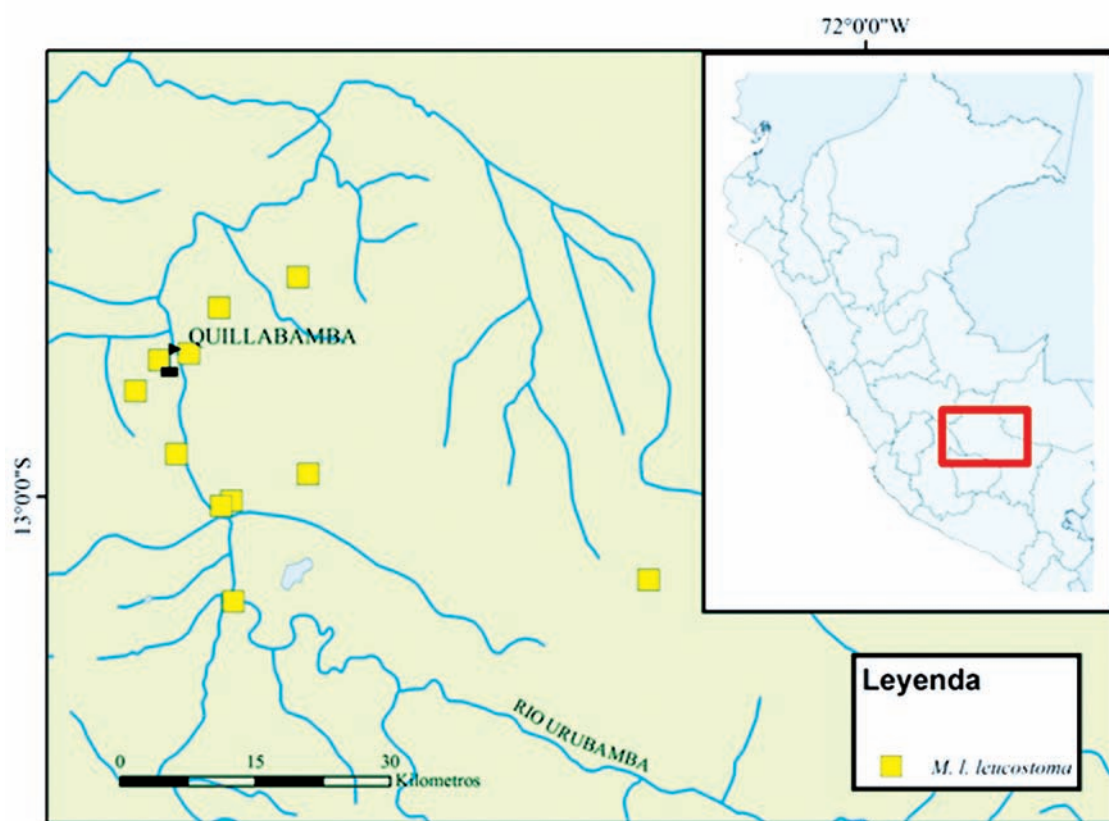 72°0'0"W
QUILLABAMBA
13°0'0"S
RIO URUBAMBA
0 15 30
Kilometros
Leyenda
M. l. leucostoma